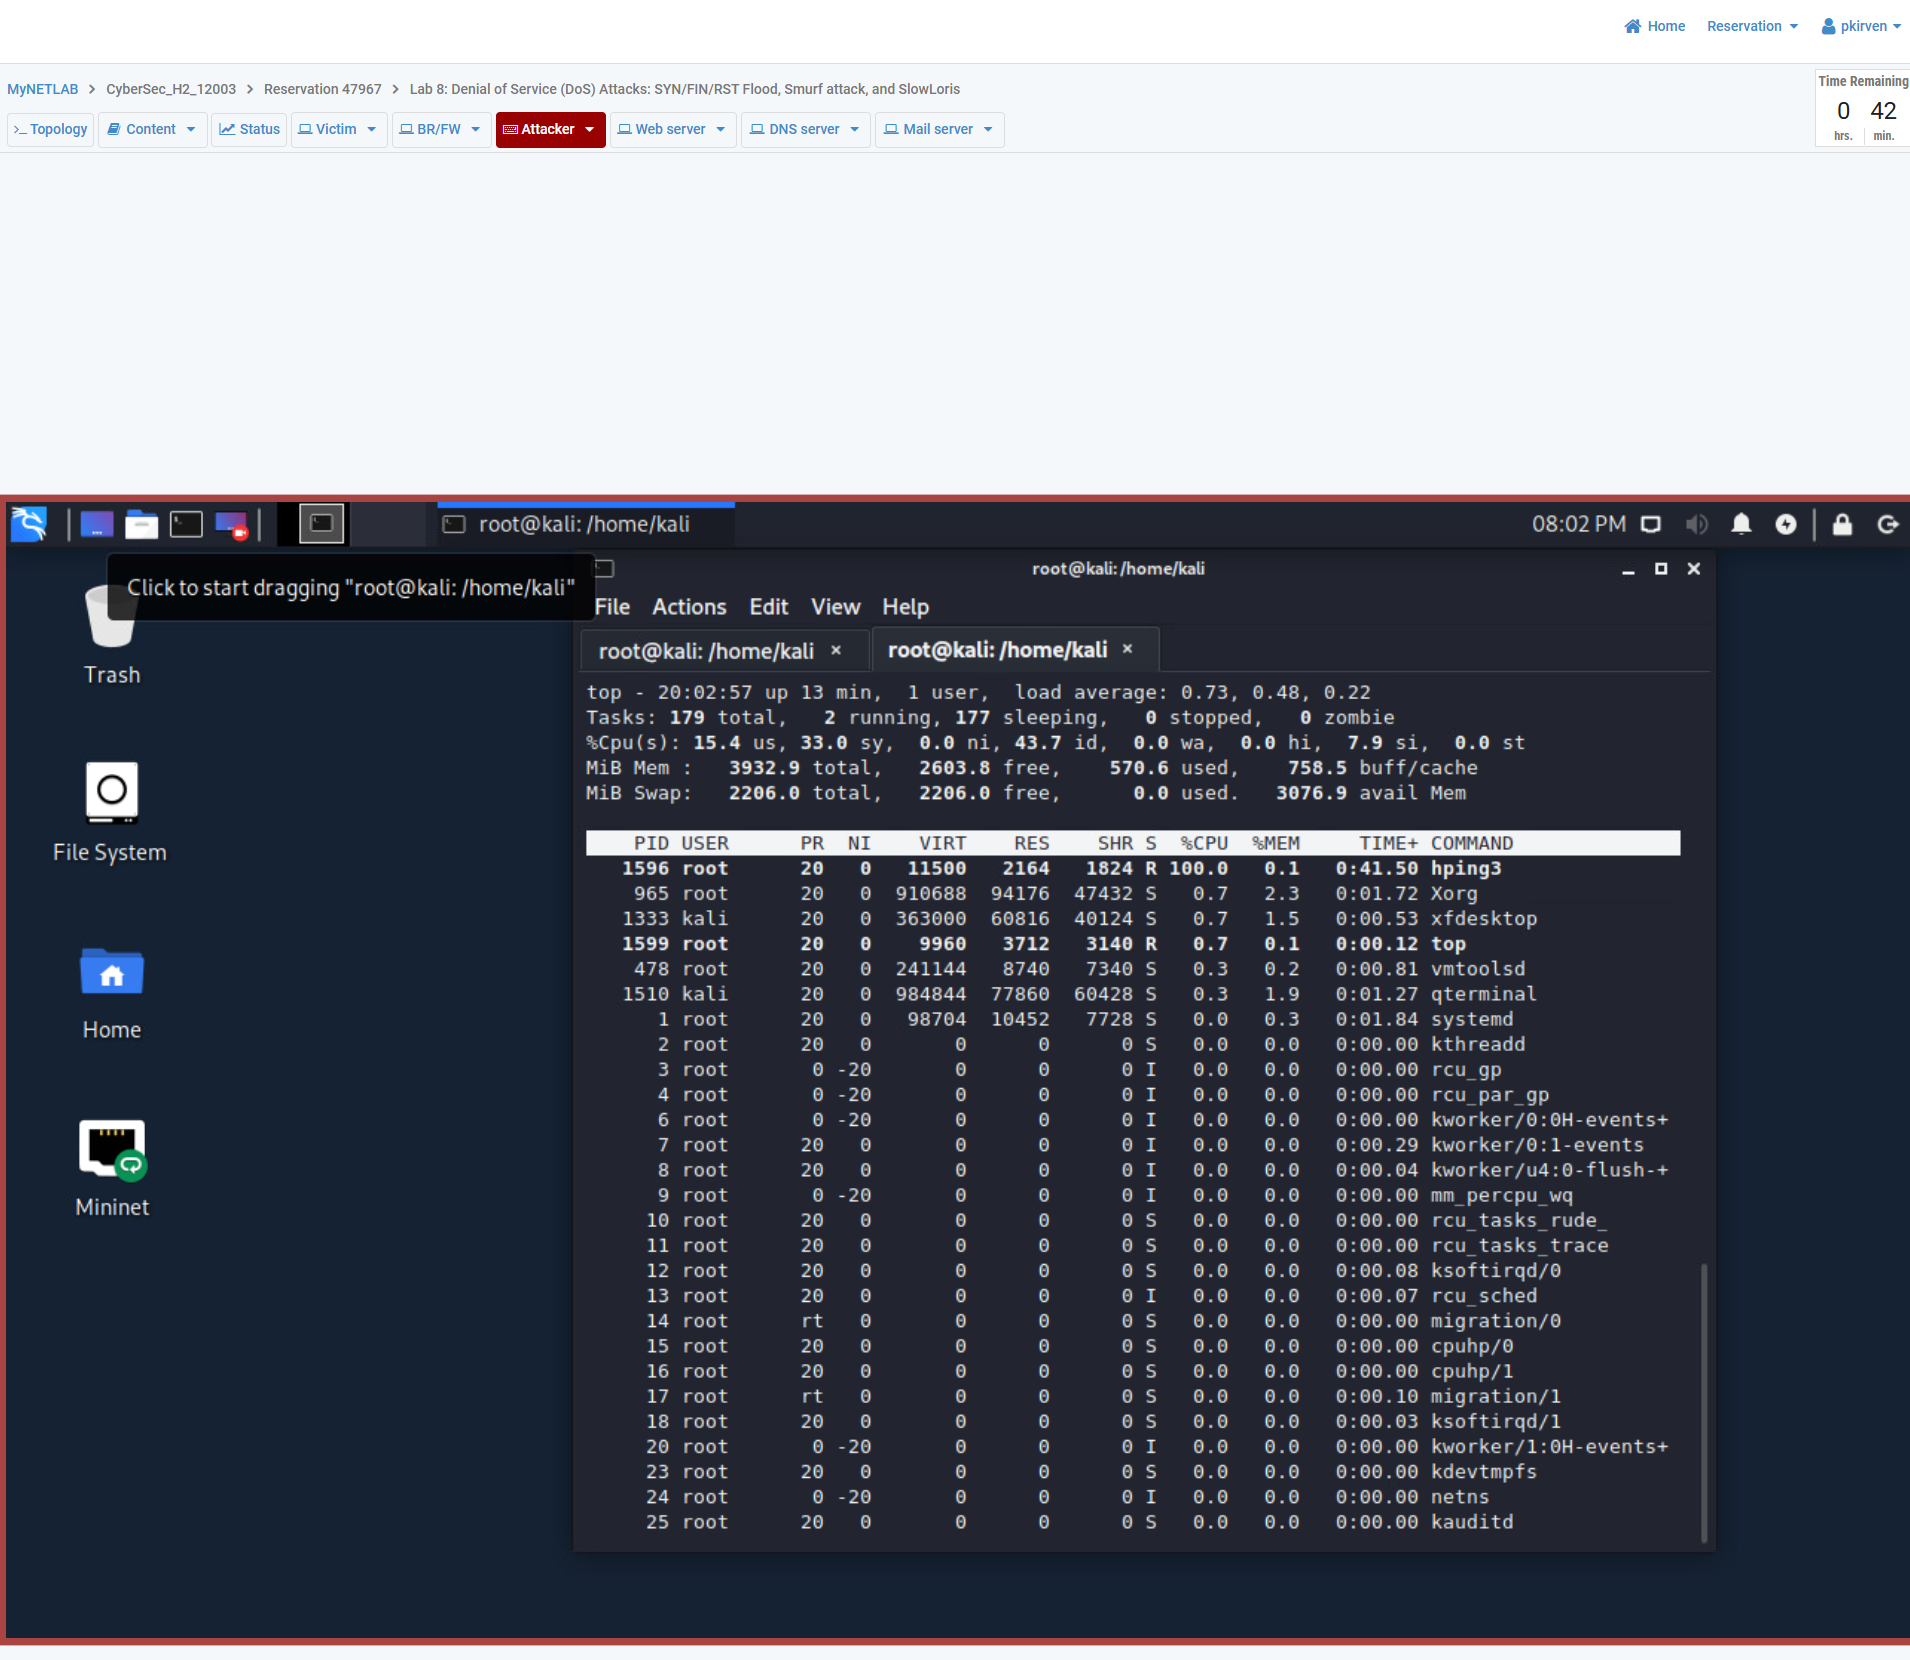 Home Reservation pkirven
MyNETLAB > CyberSec_H2_12003 > Reservation 47967 > Lab 8: Denial of Service (DoS) Attacks: SYN/FIN/RST Flood, Smurf attack, and SlowLoris
Time Remaining
0 42
hrs. min.
>_ Topology Content Status Victim BR/FW Attacker Web server DNS server Mail server
root@kali: /home/kali 08:02 PM
Click to start dragging "root@kali: /home/kali"
root@kali: /home/kali
File Actions Edit View Help
root@kali: /home/kali × root@kali: /home/kali ×
Trash
File System
Home
Mininet
top - 20:02:57 up 13 min, 1 user, load average: 0.73, 0.48, 0.22
Tasks: 179 total, 2 running, 177 sleeping, 0 stopped, 0 zombie
%Cpu(s): 15.4 us, 33.0 sy, 0.0 ni, 43.7 id, 0.0 wa, 0.0 hi, 7.9 si, 0.0 st
MiB Mem : 3932.9 total, 2603.8 free, 570.6 used, 758.5 buff/cache
MiB Swap: 2206.0 total, 2206.0 free, 0.0 used. 3076.9 avail Mem
PID USER PR NI VIRT RES SHR S %CPU %MEM TIME+ COMMAND
1596 root 20 0 11500 2164 1824 R 100.0 0.1 0:41.50 hping3
965 root 20 0 910688 94176 47432 S 0.7 2.3 0:01.72 Xorg
1333 kali 20 0 363000 60816 40124 S 0.7 1.5 0:00.53 xfdesktop
1599 root 20 0 9960 3712 3140 R 0.7 0.1 0:00.12 top
478 root 20 0 241144 8740 7340 S 0.3 0.2 0:00.81 vmtoolsd
1510 kali 20 0 984844 77860 60428 S 0.3 1.9 0:01.27 qterminal
1 root 20 0 98704 10452 7728 S 0.0 0.3 0:01.84 systemd
2 root 20 0 0 0 0 S 0.0 0.0 0:00.00 kthreadd
3 root 0 -20 0 0 0 I 0.0 0.0 0:00.00 rcu_gp
4 root 0 -20 0 0 0 I 0.0 0.0 0:00.00 rcu_par_gp
6 root 0 -20 0 0 0 I 0.0 0.0 0:00.00 kworker/0:0H-events+
7 root 20 0 0 0 0 I 0.0 0.0 0:00.29 kworker/0:1-events
8 root 20 0 0 0 0 I 0.0 0.0 0:00.04 kworker/u4:0-flush-+
9 root 0 -20 0 0 0 I 0.0 0.0 0:00.00 mm_percpu_wq
10 root 20 0 0 0 0 S 0.0 0.0 0:00.00 rcu_tasks_rude_
11 root 20 0 0 0 0 S 0.0 0.0 0:00.00 rcu_tasks_trace
12 root 20 0 0 0 0 S 0.0 0.0 0:00.08 ksoftirqd/0
13 root 20 0 0 0 0 I 0.0 0.0 0:00.07 rcu_sched
14 root rt 0 0 0 0 S 0.0 0.0 0:00.00 migration/0
15 root 20 0 0 0 0 S 0.0 0.0 0:00.00 cpuhp/0
16 root 20 0 0 0 0 S 0.0 0.0 0:00.00 cpuhp/1
17 root rt 0 0 0 0 S 0.0 0.0 0:00.10 migration/1
18 root 20 0 0 0 0 S 0.0 0.0 0:00.03 ksoftirqd/1
20 root 0 -20 0 0 0 I 0.0 0.0 0:00.00 kworker/1:0H-events+
23 root 20 0 0 0 0 S 0.0 0.0 0:00.00 kdevtmpfs
24 root 0 -20 0 0 0 I 0.0 0.0 0:00.00 netns
25 root 20 0 0 0 0 S 0.0 0.0 0:00.00 kauditd